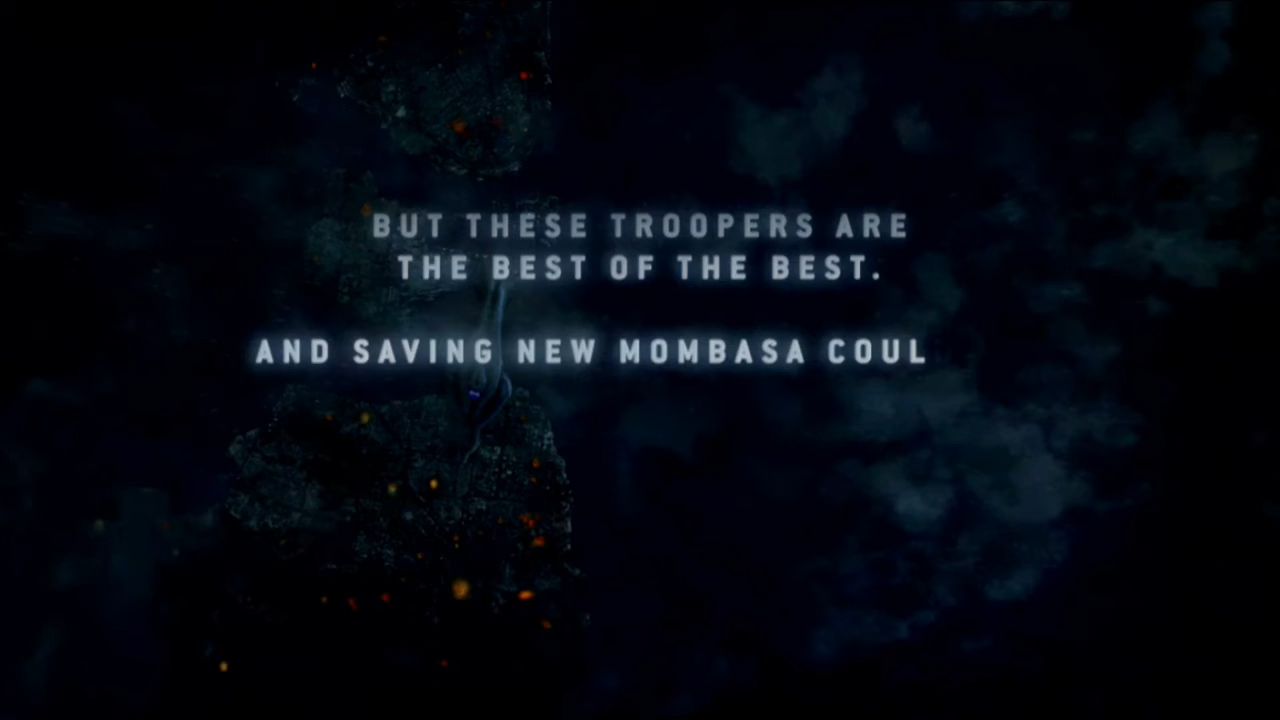 BUT THESE TROOPERS ARE
THE BEST OF THE BEST.
AND SAVING NEW MOMBASA COUL